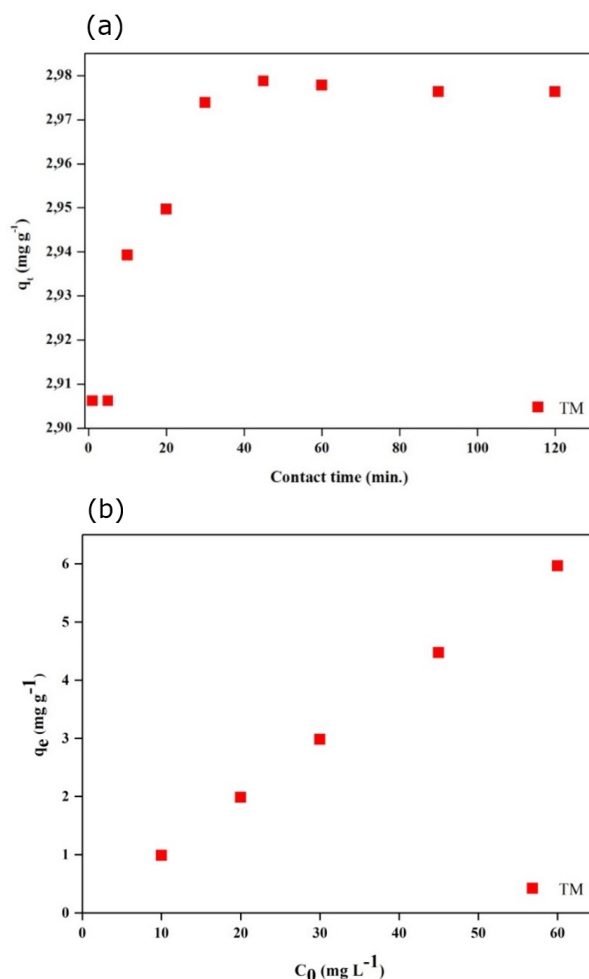 (a)
2,98
2,97
2,96
2,95
2,94
2,93
2,92
2,91
2,90
qt (mg g-1)
0 20 40 60 80 100 120
Contact time (min.)
TM
(b)
6
5
4
3
2
1
0
qe (mg g-1)
0 10 20 30 40 50 60
C0 (mg L-1)
TM